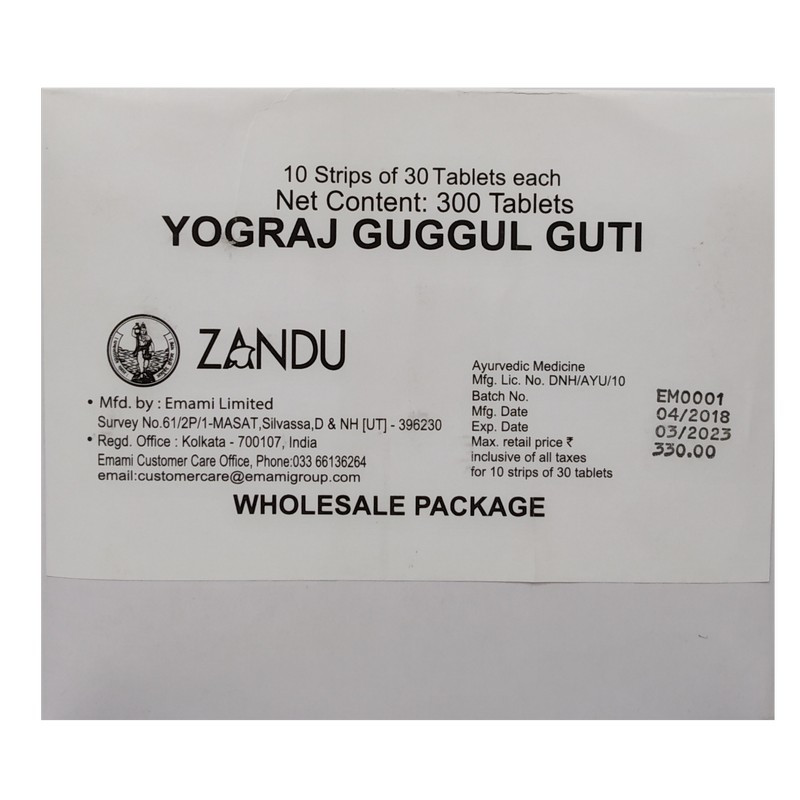 10 Strips of 30 Tablets each
Net Content: 300 Tablets
YOGRAJ GUGGUL GUTI
ZANDU
• Mfd. by : Emami Limited
Survey No.61/2P/1-MASAT,Silvassa,D & NH [UT] - 396230
• Regd. Office : Kolkata - 700107, India
Emami Customer Care Office, Phone:033 66136264
email:customercare@emamigroup.com
Ayurvedic Medicine
Mfg. Lic. No. DNH/AYU/10
Batch No. EM0001
Mfg. Date 04/2018
Exp. Date 03/2023
Max. retail price ₹ 330.00
inclusive of all taxes
for 10 strips of 30 tablets
WHOLESALE PACKAGE